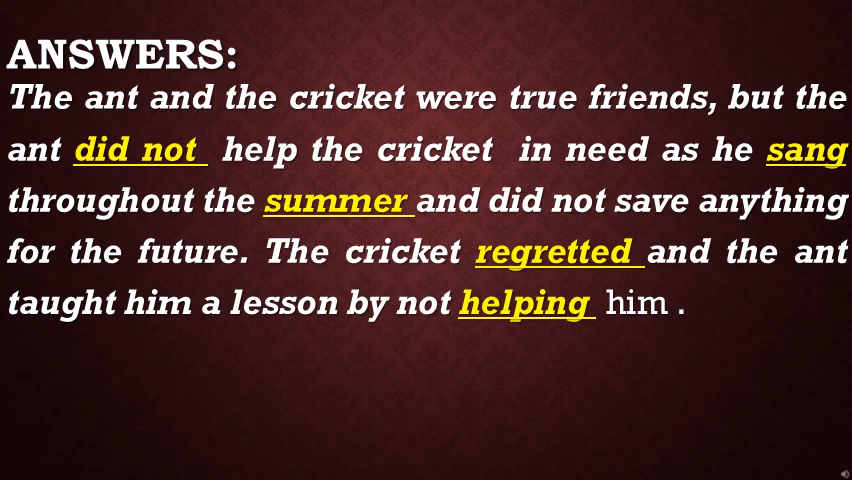 ANSWERS:
The ant and the cricket were true friends, but the
ant did not help the cricket in need as he sang
throughout the summer and did not save anything
for the future. The cricket regretted and the ant
taught him a lesson by not helping him .